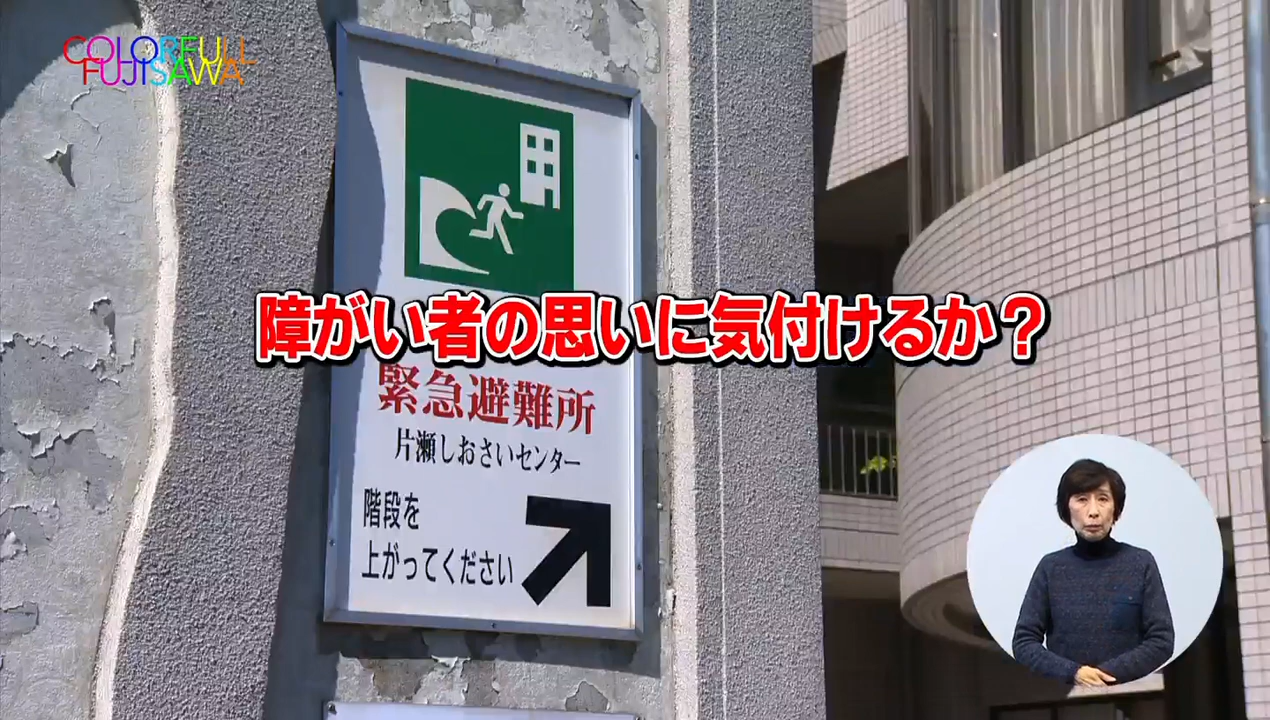 COLORFULL
FUJISAWA
障がい者の思いに気付けるか？
緊急避難所
片瀬しおさいセンター
階段を
上がってください